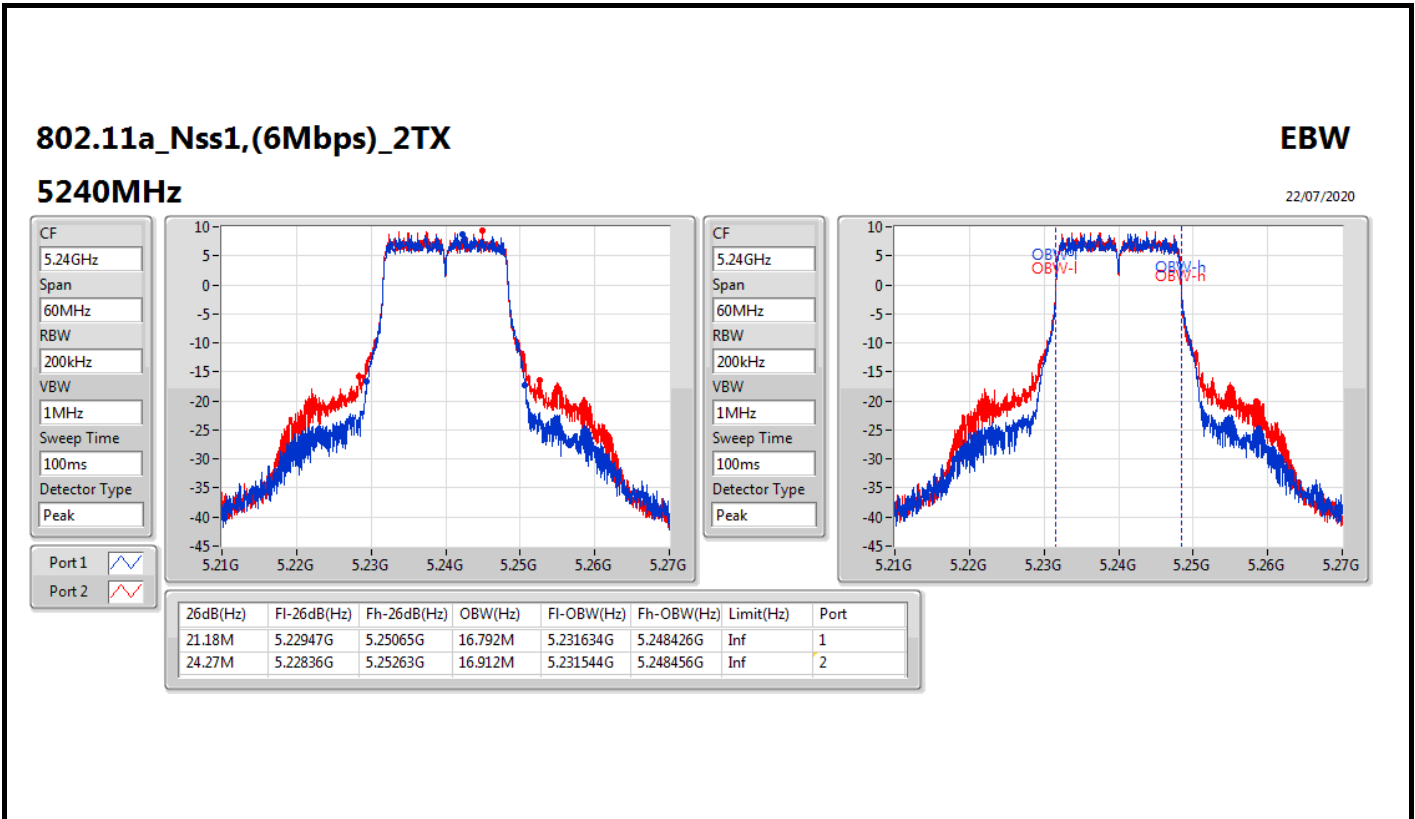 802.11a_Nss1,(6Mbps)_2TX EBW
5240MHz 22/07/2020
CF
5.24GHz
Span
60MHz
RBW
200kHz
VBW
1MHz
Sweep Time
100ms
Detector Type
Peak
Port 1
Port 2
10
5
0
-5
-10
-15
-20
-25
-30
-35
-40
-45
5.21G 5.22G 5.23G 5.24G 5.25G 5.26G 5.27G
CF
5.24GHz
Span
60MHz
RBW
200kHz
VBW
1MHz
Sweep Time
100ms
Detector Type
Peak
10
5
0
-5
-10
-15
-20
-25
-30
-35
-40
-45
OBW-l
OBW-l
OBW-h
OBW-h
5.21G 5.22G 5.23G 5.24G 5.25G 5.26G 5.27G
26dB(Hz) Fl-26dB(Hz) Fh-26dB(Hz) OBW(Hz) Fl-OBW(Hz) Fh-OBW(Hz) Limit(Hz) Port
21.18M 5.22947G 5.25065G 16.792M 5.231634G 5.248426G Inf 1
24.27M 5.22836G 5.25263G 16.912M 5.231544G 5.248456G Inf 2